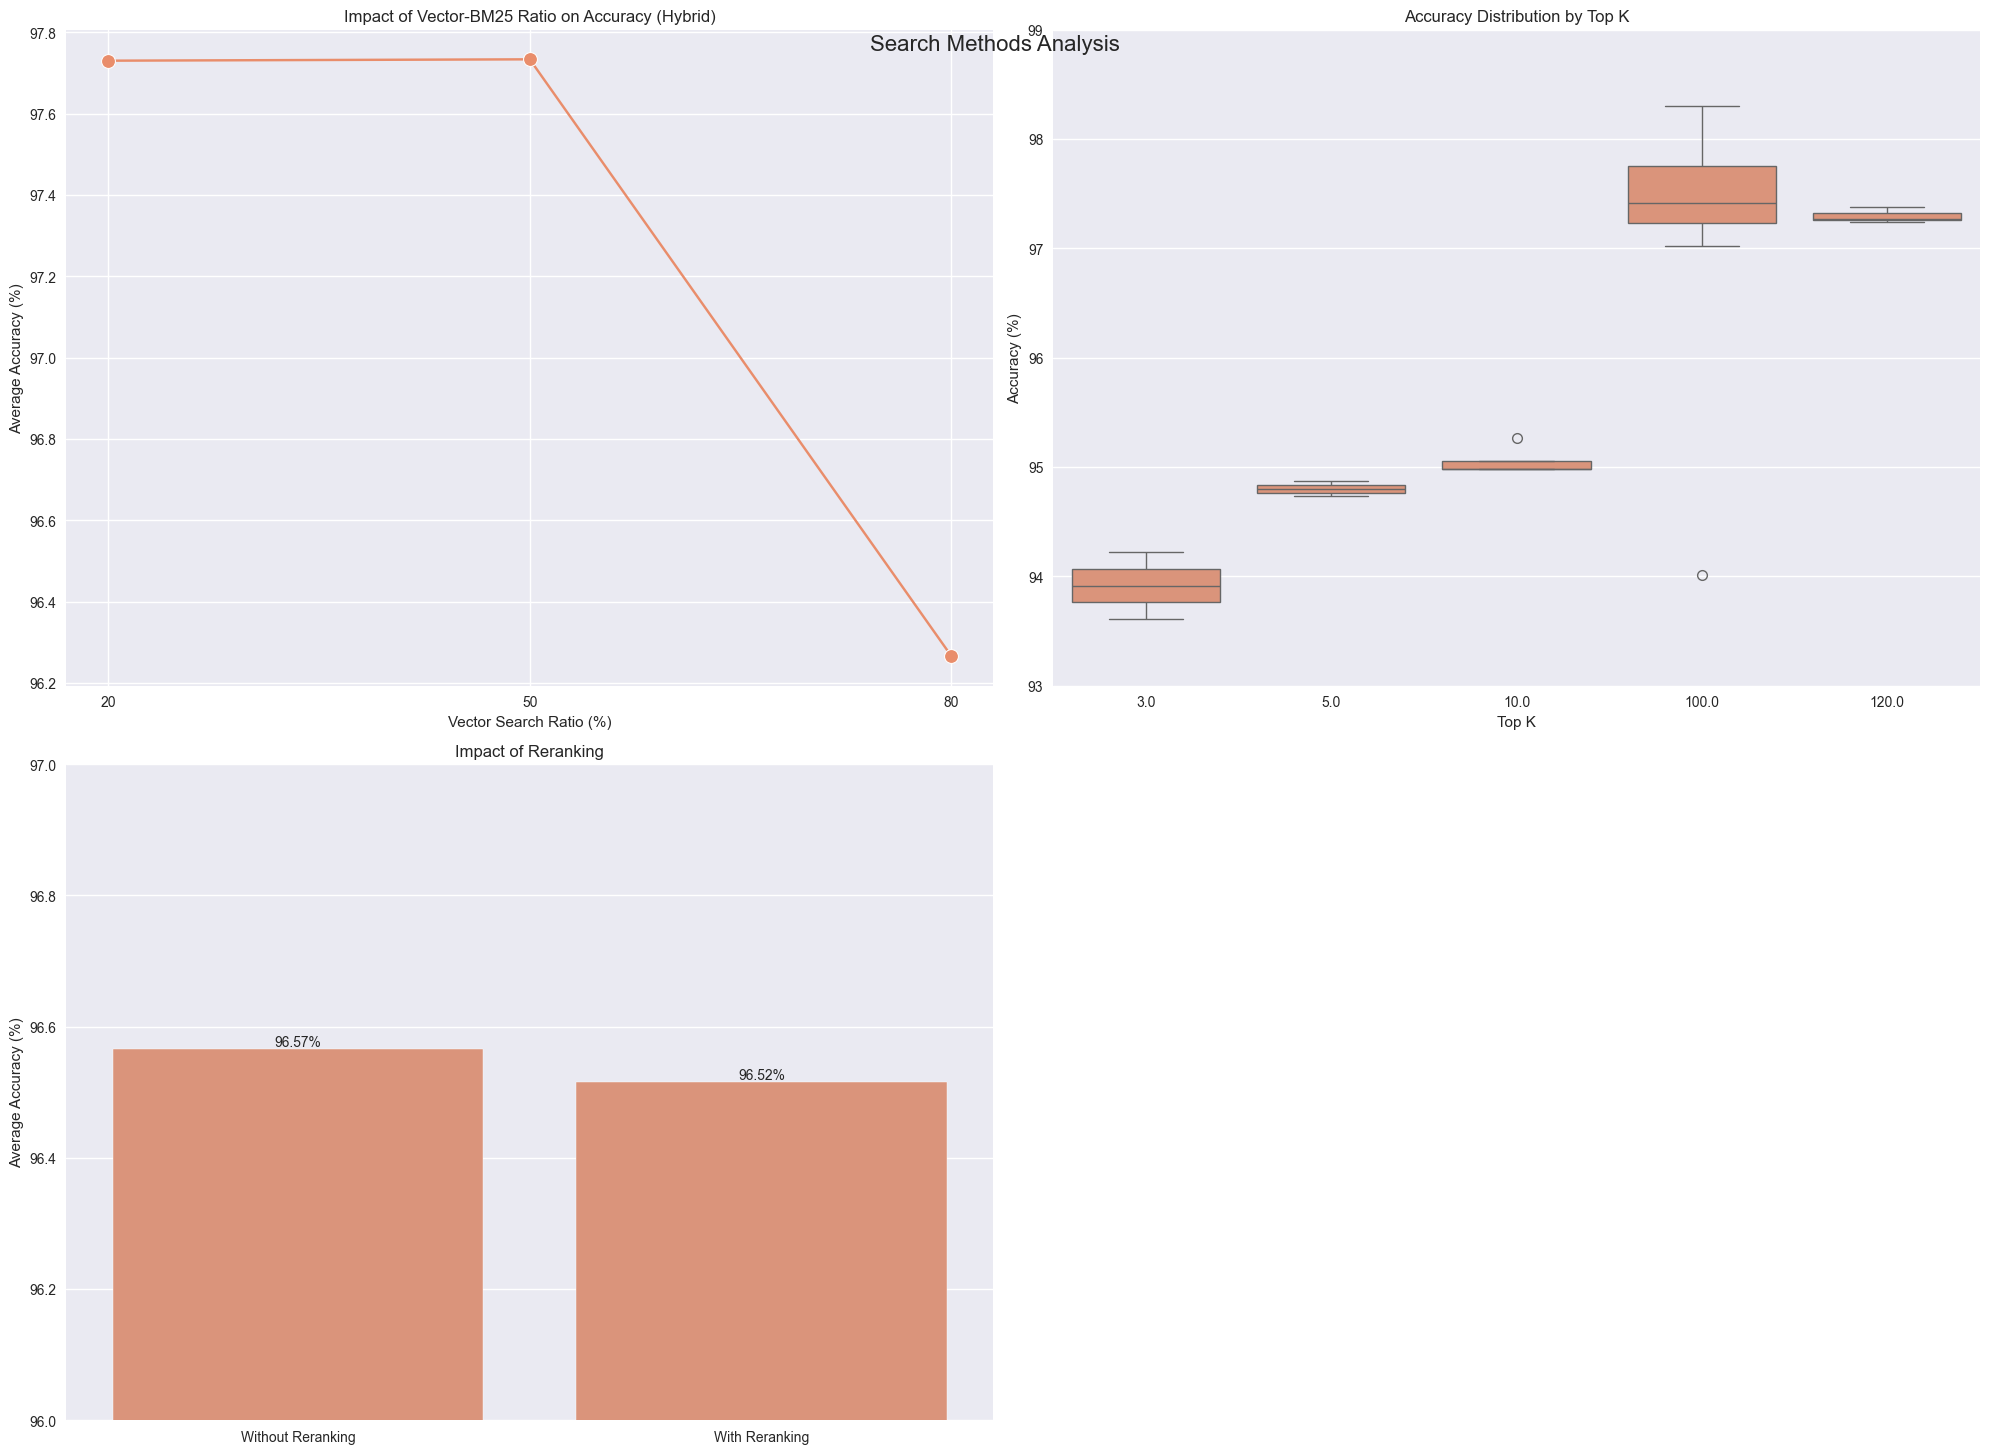 Search Methods Analysis
Impact of Vector-BM25 Ratio on Accuracy (Hybrid)
Average Accuracy (%)
97.8
97.6
97.4
97.2
97.0
96.8
96.6
96.4
96.2
20
50
80
Vector Search Ratio (%)
Accuracy Distribution by Top K
Accuracy (%)
99
98
97
96
95
94
93
3.0
5.0
10.0
100.0
120.0
Top K
Impact of Reranking
Average Accuracy (%)
97.0
96.8
96.6
96.4
96.2
96.0
96.57%
96.52%
Without Reranking
With Reranking